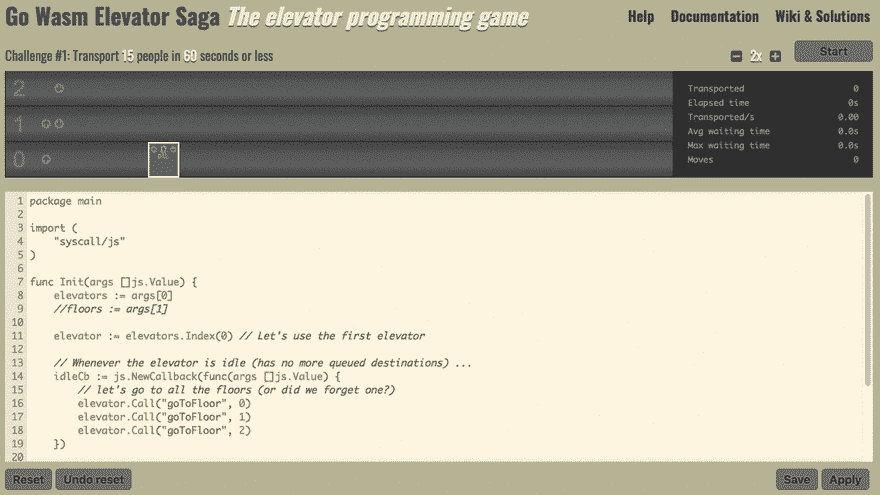 Go Wasm Elevator Saga The elevator programming game
Help Documentation Wiki & Solutions
Challenge #1: Transport 15 people in 60 seconds or less
2x
Start
2
1
0
Transported 0
Elapsed time 0s
Transported/s 0.00
Avg waiting time 0.0s
Max waiting time 0.0s
Moves 0
1 package main
2
3 import (
4 "syscall/js"
5 )
6
7 func Init(args []js.Value) {
8 elevators := args[0]
9 //floors := args[1]
10
11 elevator := elevators.Index(0) // Let's use the first elevator
12
13 // Whenever the elevator is idle (has no more queued destinations) ...
14 idleCb := js.NewCallback(func(args []js.Value) {
15 // let's go to all the floors (or did we forget one?)
16 elevator.Call("goToFloor", 0)
17 elevator.Call("goToFloor", 1)
18 elevator.Call("goToFloor", 2)
19 })
20
Reset Undo reset Save Apply